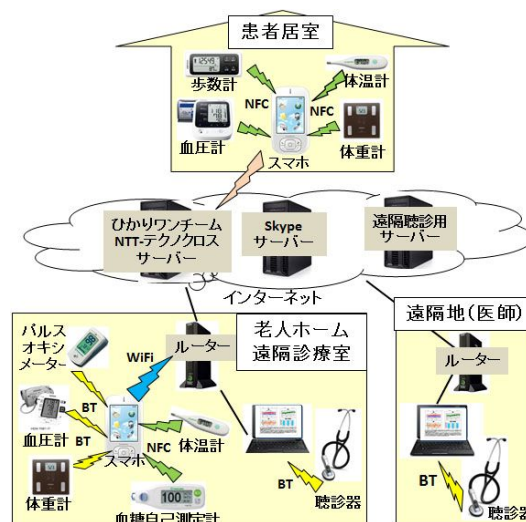 患者居室
歩数計
体温計
NFC
NFC
血圧計
体重計
スマホ
ひかりワンチーム
NTT-テクノクロス
サーバー
Skype
サーバー
遠隔聴診用
サーバー
インターネット
老人ホーム
遠隔診療室
遠隔地(医師)
パルス
オキシ
メーター
WiFi
ルーター
ルーター
BT
血圧計
BT
体温計
スマホ
NFC
体重計
BT
聴診器
BT
聴診器
100
血糖自己測定計